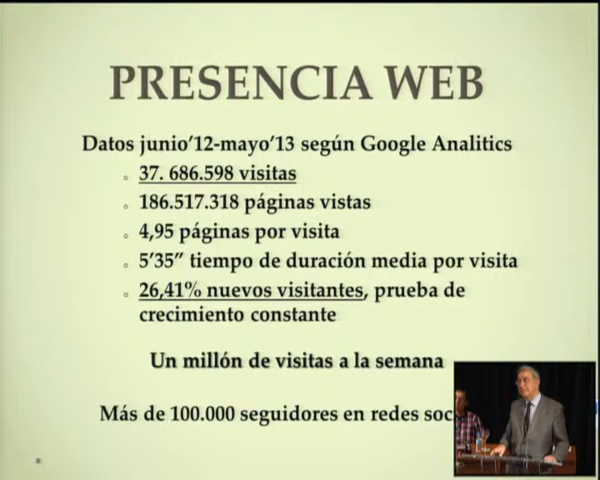 PRESENCIA WEB
Datos junio'12-mayo'13 según Google Analitics
37. 686.598 visitas
186.517.318 páginas vistas
4,95 páginas por visita
5'35" tiempo de duración media por visita
26,41% nuevos visitantes, prueba de
crecimiento constante
Un millón de visitas a la semana
Más de 100.000 seguidores en redes soc